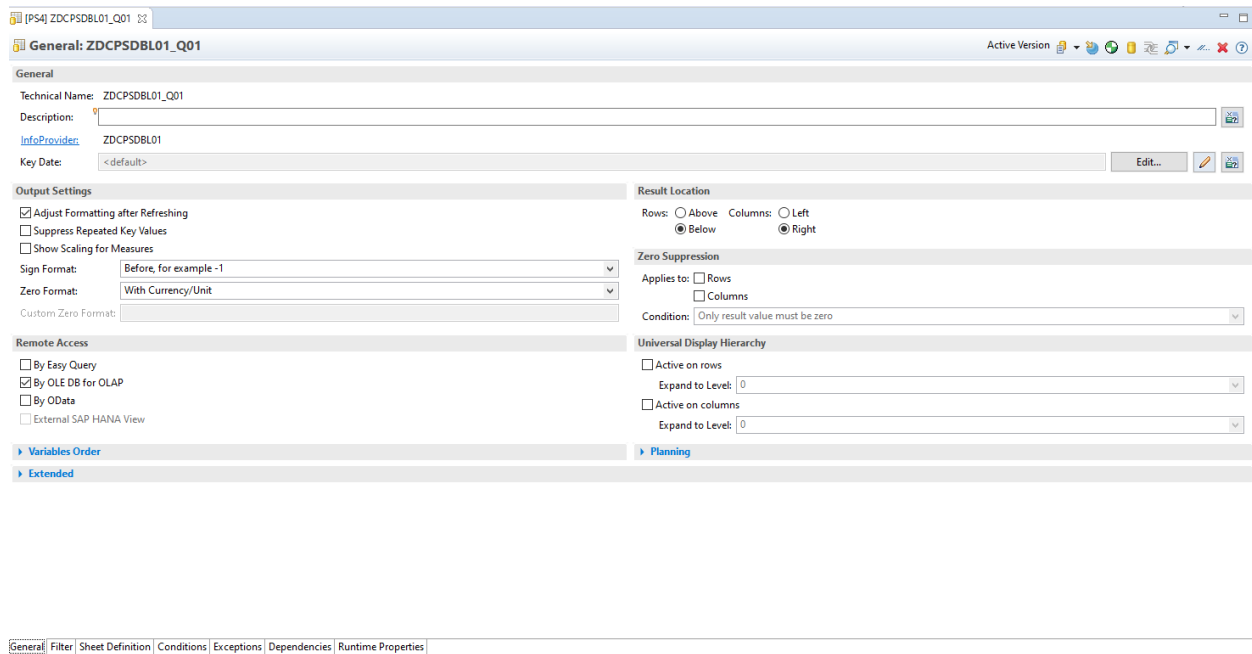 [PS4] ZDCPSDBL01_Q01
General: ZDCPSDBL01_Q01
Active Version
General
Technical Name: ZDCPSDBL01_Q01
Description:
InfoProvider: ZDCPSDBL01
Key Date: <default> Edit...
Output Settings
Adjust Formatting after Refreshing
Suppress Repeated Key Values
Show Scaling for Measures
Sign Format: Before, for example -1
Zero Format: With Currency/Unit
Custom Zero Format:
Result Location
Rows: Above Columns: Left
Below Right
Zero Suppression
Applies to: Rows
Columns
Condition: Only result value must be zero
Remote Access
By Easy Query
By OLE DB for OLAP
By OData
External SAP HANA View
Universal Display Hierarchy
Active on rows
Expand to Level: 0
Active on columns
Expand to Level: 0
Variables Order
Planning
Extended
General Filter Sheet Definition Conditions Exceptions Dependencies Runtime Properties